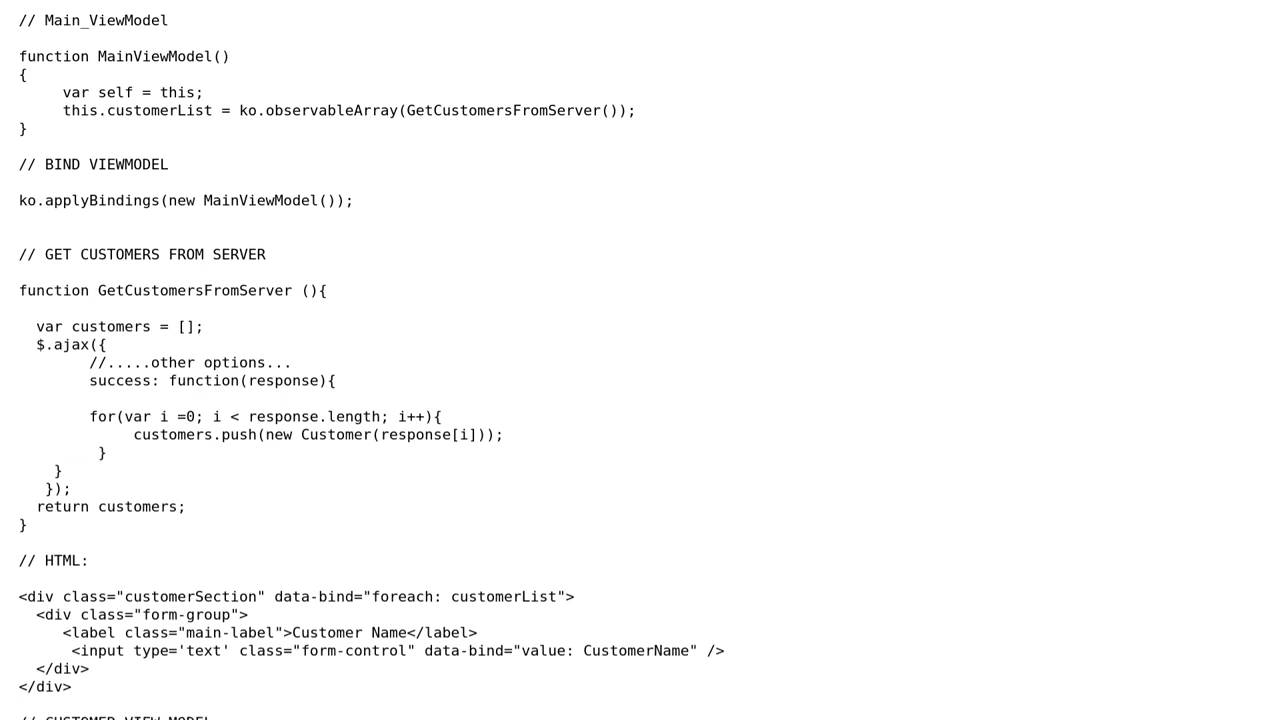 // Main_ViewModel
function MainViewModel()
{
var self = this;
this.customerList = ko.observableArray(GetCustomersFromServer());
}
// BIND VIEWMODEL
ko.applyBindings(new MainViewModel());
// GET CUSTOMERS FROM SERVER
function GetCustomersFromServer (){
var customers = [];
$.ajax({
//.....other options...
success: function(response){
for(var i =0; i < response.length; i++){
customers.push(new Customer(response[i]));
}
}
});
return customers;
}
// HTML:
<div class="customerSection" data-bind="foreach: customerList">
<div class="form-group">
<label class="main-label">Customer Name</label>
<input type='text' class="form-control" data-bind="value: CustomerName" />
</div>
</div>
// CUSTOMER VIEW MODEL